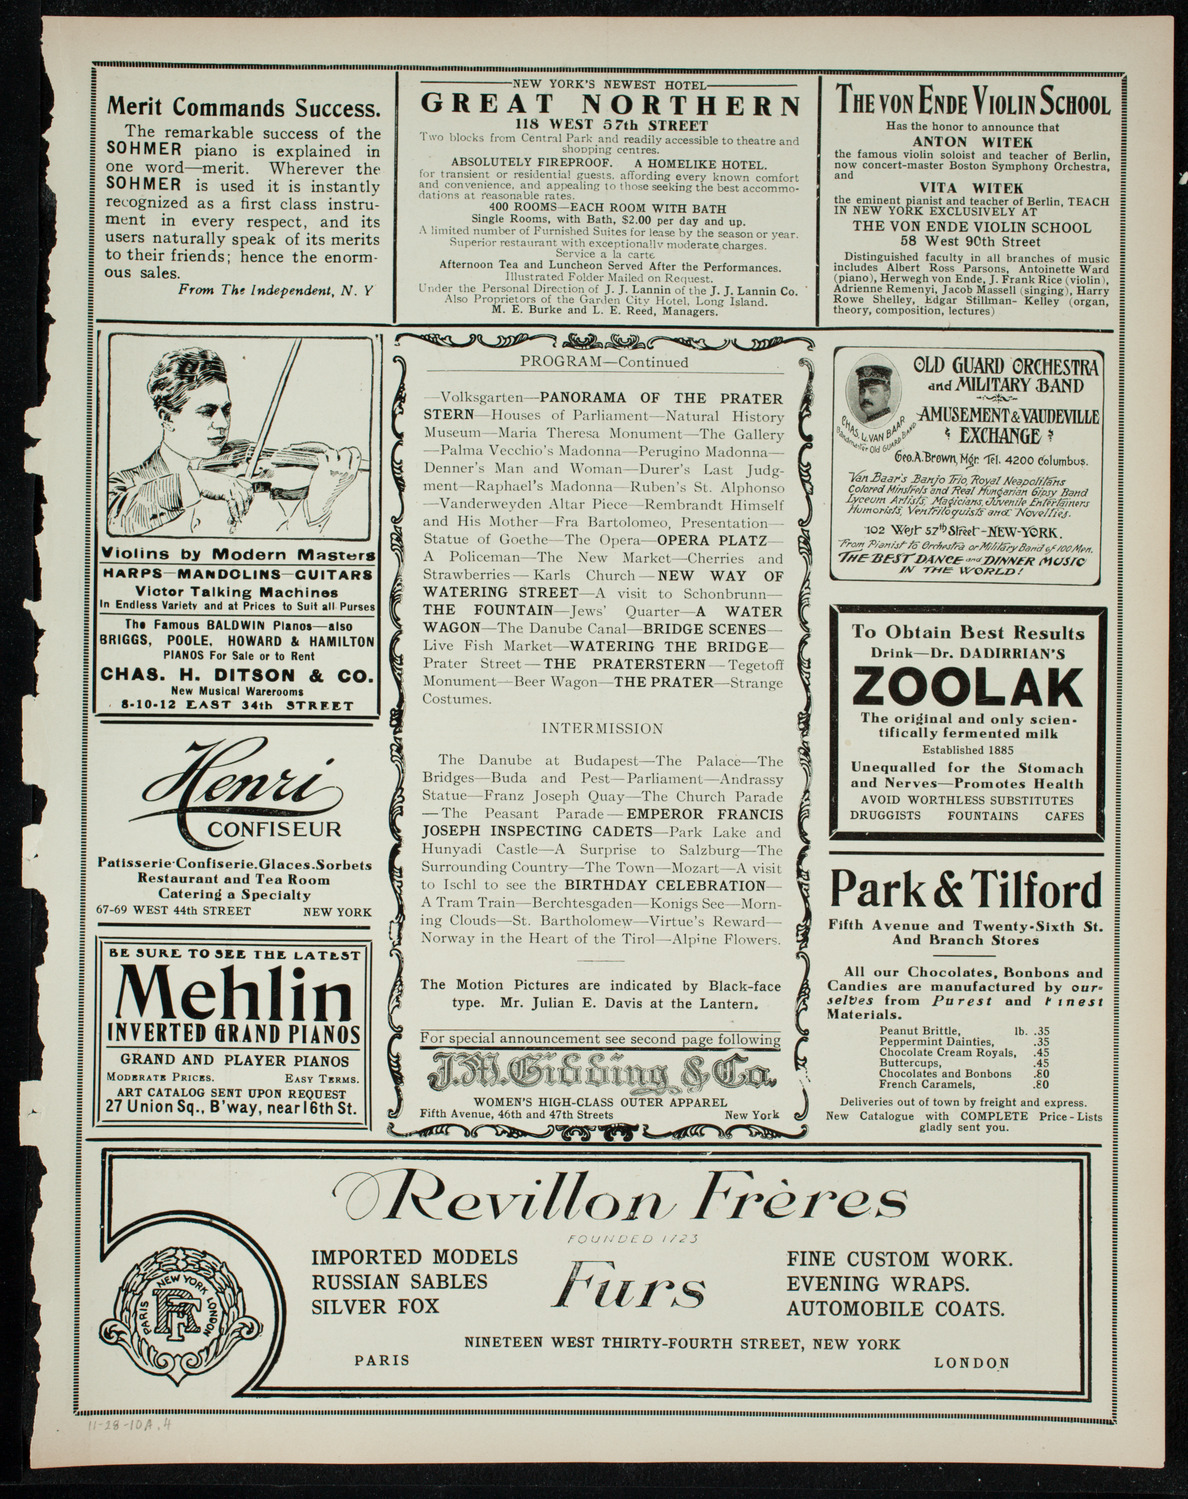 Merit Commands Success.
The remarkable success of the
SOHMER piano is explained in
one word—merit. Wherever the
SOHMER is used it is instantly
recognized as a first class instru-
ment in every respect, and its
users naturally speak of its merits
to their friends; hence the enorm-
ous sales.
From The Independent, N. Y
NEW YORK'S NEWEST HOTEL
GREAT NORTHERN
118 WEST 57th STREET
Two blocks from Central Park and readily accessible to theatre and
shopping centres.
ABSOLUTELY FIREPROOF. A HOMELIKE HOTEL.
for transient or residential guests, affording every known comfort
and convenience, and appealing to those seeking the best accommo-
dations at reasonable rates.
400 ROOMS—EACH ROOM WITH BATH
Single Rooms, with Bath, $2.00 per day and up.
A limited number of Furnished Suites for lease by the season or year.
Superior restaurant with exceptionally moderate charges.
Service a la carte
Afternoon Tea and Luncheon Served After the Performances.
Illustrated Folder Mailed on Request.
Under the Personal Direction of J. J. Lannin of the J. J. Lannin Co.
Also Proprietors of the Garden City Hotel, Long Island.
M. E. Burke and L. E. Reed, Managers.
THE VON ENDE VIOLIN SCHOOL
Has the honor to announce that
ANTON WITEK
the famous violin soloist and teacher of Berlin,
now concert-master Boston Symphony Orchestra,
and
VITA WITEK
the eminent pianist and teacher of Berlin, TEACH
IN NEW YORK EXCLUSIVELY AT
THE VON ENDE VIOLIN SCHOOL
58 West 90th Street
Distinguished faculty in all branches of music
includes Albert Ross Parsons, Antoinette Ward
(piano), Herwegh von Ende, J. Frank Rice (violin),
Adrienne Remenyi, Jacob Massell (singing), Harry
Rowe Shelley, Edgar Stillman- Kelley (organ,
theory, composition, lectures)
Violins by Modern Masters
HARPS—MANDOLINS—GUITARS
Victor Talking Machines
In Endless Variety and at Prices to Suit all Purses
The Famous BALDWIN Pianos—also
BRIGGS, POOLE, HOWARD & HAMILTON
PIANOS For Sale or to Rent
CHAS. H. DITSON & CO.
New Musical Warerooms
8-10-12 EAST 34th STREET
Henri
CONFISEUR
Patisserie·Confiserie.Glaces.Sorbets
Restaurant and Tea Room
Catering a Specialty
67-69 WEST 44th STREET NEW YORK
BE SURE TO SEE THE LATEST
Mehlin
INVERTED GRAND PIANOS
GRAND AND PLAYER PIANOS
MODERATE PRICES. EASY TERMS.
ART CATALOG SENT UPON REQUEST
27 Union Sq., B'way, near 16th St.
PROGRAM—Continued
—Volksgarten—PANORAMA OF THE PRATER
STERN—Houses of Parliament—Natural History
Museum—Maria Theresa Monument—The Gallery
—Palma Vecchio's Madonna—Perugino Madonna—
Denner's Man and Woman—Durer's Last Judg-
ment—Raphael's Madonna—Ruben's St. Alphonso
—Vanderweyden Altar Piece—Rembrandt Himself
and His Mother—Fra Bartolomeo, Presentation—
Statue of Goethe—The Opera—OPERA PLATZ—
A Policeman—The New Market—Cherries and
Strawberries—Karls Church—NEW WAY OF
WATERING STREET—A visit to Schonbrunn—
THE FOUNTAIN—Jews' Quarter—A WATER
WAGON—The Danube Canal—BRIDGE SCENES—
Live Fish Market—WATERING THE BRIDGE—
Prater Street—THE PRATERSTERN—Tegetoff
Monument—Beer Wagon—THE PRATER—Strange
Costumes.
INTERMISSION
The Danube at Budapest—The Palace—The
Bridges—Buda and Pest—Parliament—Andrassy
Statue—Franz Joseph Quay—The Church Parade
—The Peasant Parade—EMPEROR FRANCIS
JOSEPH INSPECTING CADETS—Park Lake and
Hunyadi Castle—A Surprise to Salzburg—The
Surrounding Country—The Town—Mozart—A visit
to Ischl to see the BIRTHDAY CELEBRATION—
A Tram Train—Berchtesgaden—Konigs See—Morn-
ing Clouds—St. Bartholomew—Virtue's Reward—
Norway in the Heart of the Tirol—Alpine Flowers.
The Motion Pictures are indicated by Black-face
type. Mr. Julian E. Davis at the Lantern.
For special announcement see second page following
J.M. Gidding & Co.
WOMEN'S HIGH-CLASS OUTER APPAREL
Fifth Avenue, 46th and 47th Streets New York
OLD GUARD ORCHESTRA
and MILITARY BAND
AMUSEMENT & VAUDEVILLE
EXCHANGE
CHAS. L. VAN BAAR
Bandmaster Old GUARD BAND
Geo. A. Brown, Mgr. Tel. 4200 Columbus.
Van Baar's Banjo Trio, Royal Neapolitans
Colored Minstrels and Real Hungarian Gipsy Band
Lyceum Artists, Magicians, Juvenile Entertainers
Humorists, Ventriloquists and Novelties.
102 West 57th Street - NEW-YORK.
From Pianist to Orchestra or Military Band of 100 Men.
THE BEST DANCE and DINNER MUSIC
IN THE WORLD!
To Obtain Best Results
Drink—Dr. DADIRRIAN'S
ZOOLAK
The original and only scien-
tifically fermented milk
Established 1885
Unequalled for the Stomach
and Nerves—Promotes Health
AVOID WORTHLESS SUBSTITUTES
DRUGGISTS FOUNTAINS CAFES
Park & Tilford
Fifth Avenue and Twenty-Sixth St.
And Branch Stores
All our Chocolates, Bonbons and
Candies are manufactured by our-
selves from Purest and Finest
Materials.
Peanut Brittle, lb. .35
Peppermint Dainties, .35
Chocolate Cream Royals, .45
Buttercups, .45
Chocolates and Bonbons .80
French Caramels, .80
Deliveries out of town by freight and express.
New Catalogue with COMPLETE Price-Lists
gladly sent you.
Revillon Frères
FOUNDED 1723
IMPORTED MODELS
RUSSIAN SABLES
SILVER FOX
Furs
FINE CUSTOM WORK.
EVENING WRAPS.
AUTOMOBILE COATS.
PARIS NEW YORK LONDON
NINETEEN WEST THIRTY-FOURTH STREET, NEW YORK
PARIS LONDON
11-28-10A.4